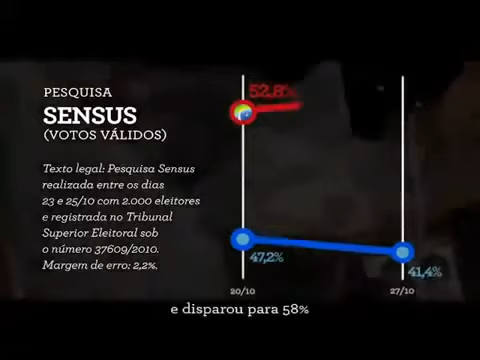 PESQUISA
SENSUS
(VOTOS VÁLIDOS)
Texto legal: Pesquisa Sensus
realizada entre os dias
23 e 25/10 com 2.000 eleitores
e registrada no Tribunal
Superior Eleitoral sob
o número 37609/2010.
Margem de erro: 2,2%.
52,8%
47,2%
41,4%
20/10
27/10
e disparou para 58%